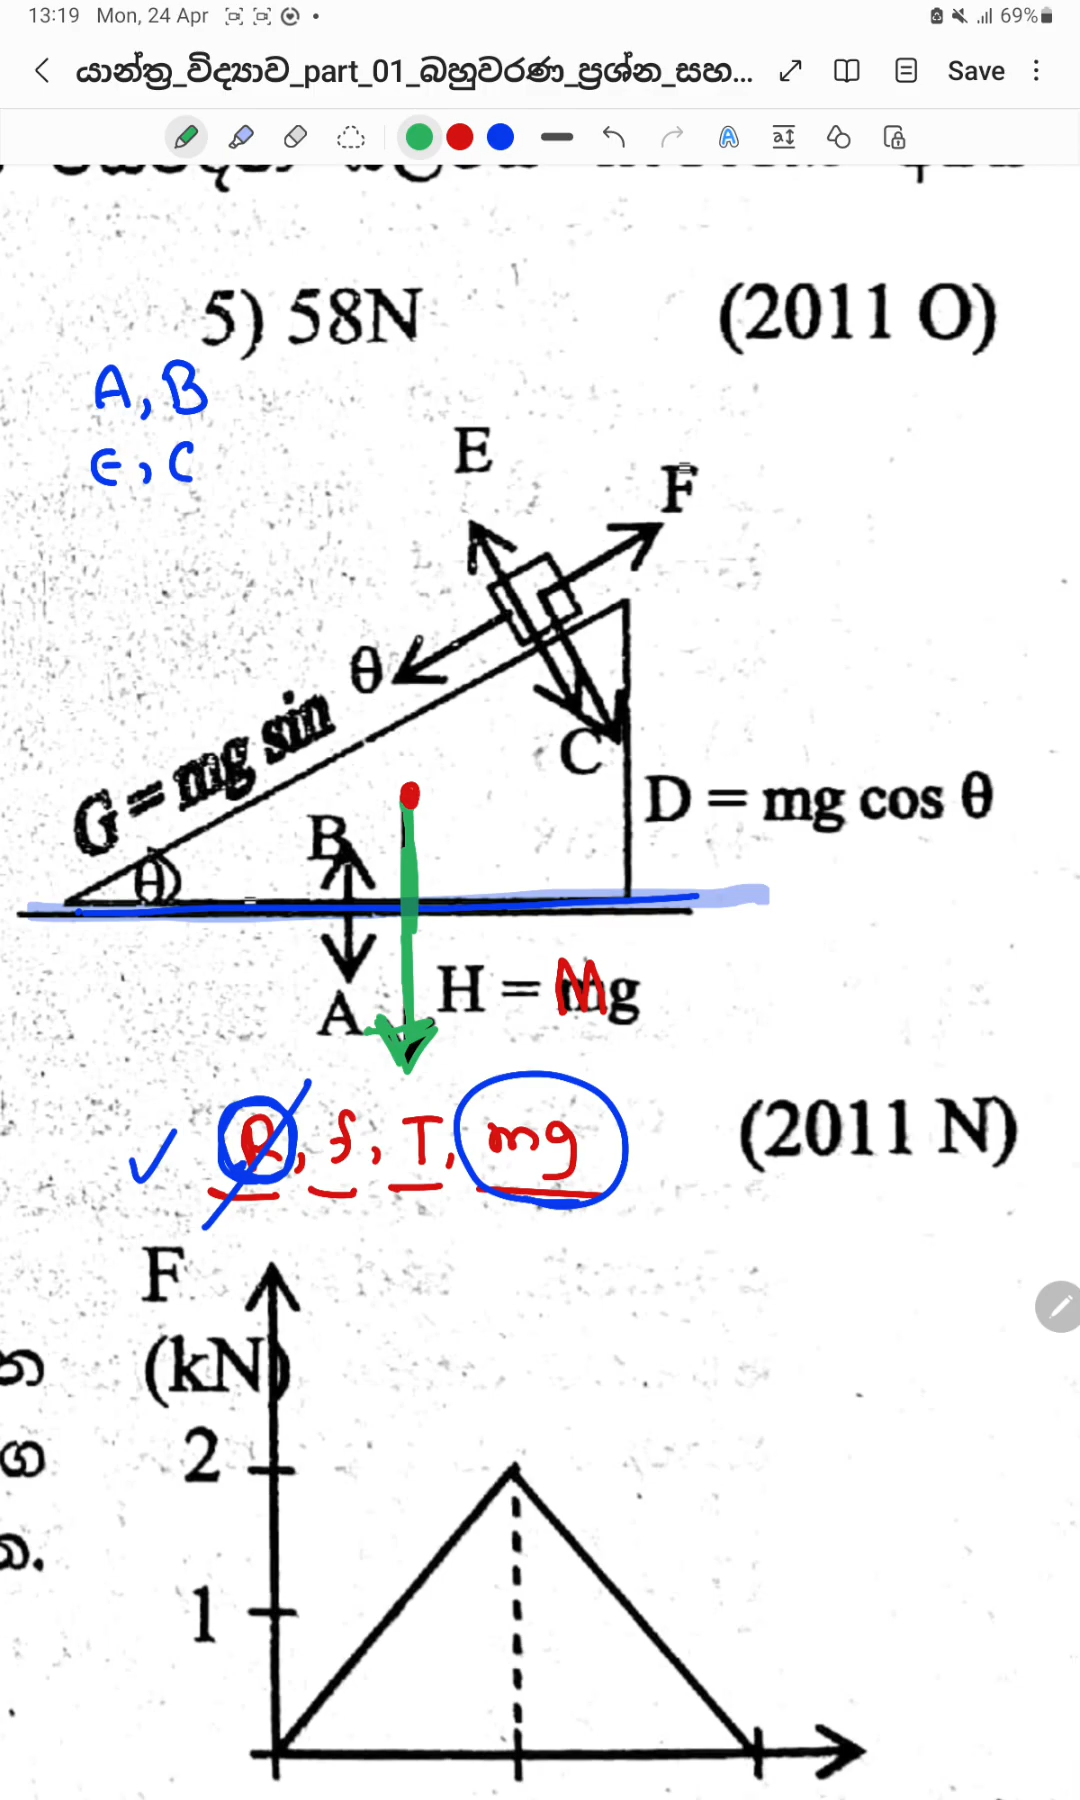 13:19 Mon, 24 Apr 69%
යාන්ත්‍ර_විද්‍යාව_part_01_බහුවරණ_ප්‍රශ්න_සහ... Save
5) 58N (2011 O)
A, B
E, C
E
F
θ
G = mg sin
C
D = mg cos θ
B
θ
A
H = Mg
R, f, T, mg
(2011 N)
F
(kN)
2
1